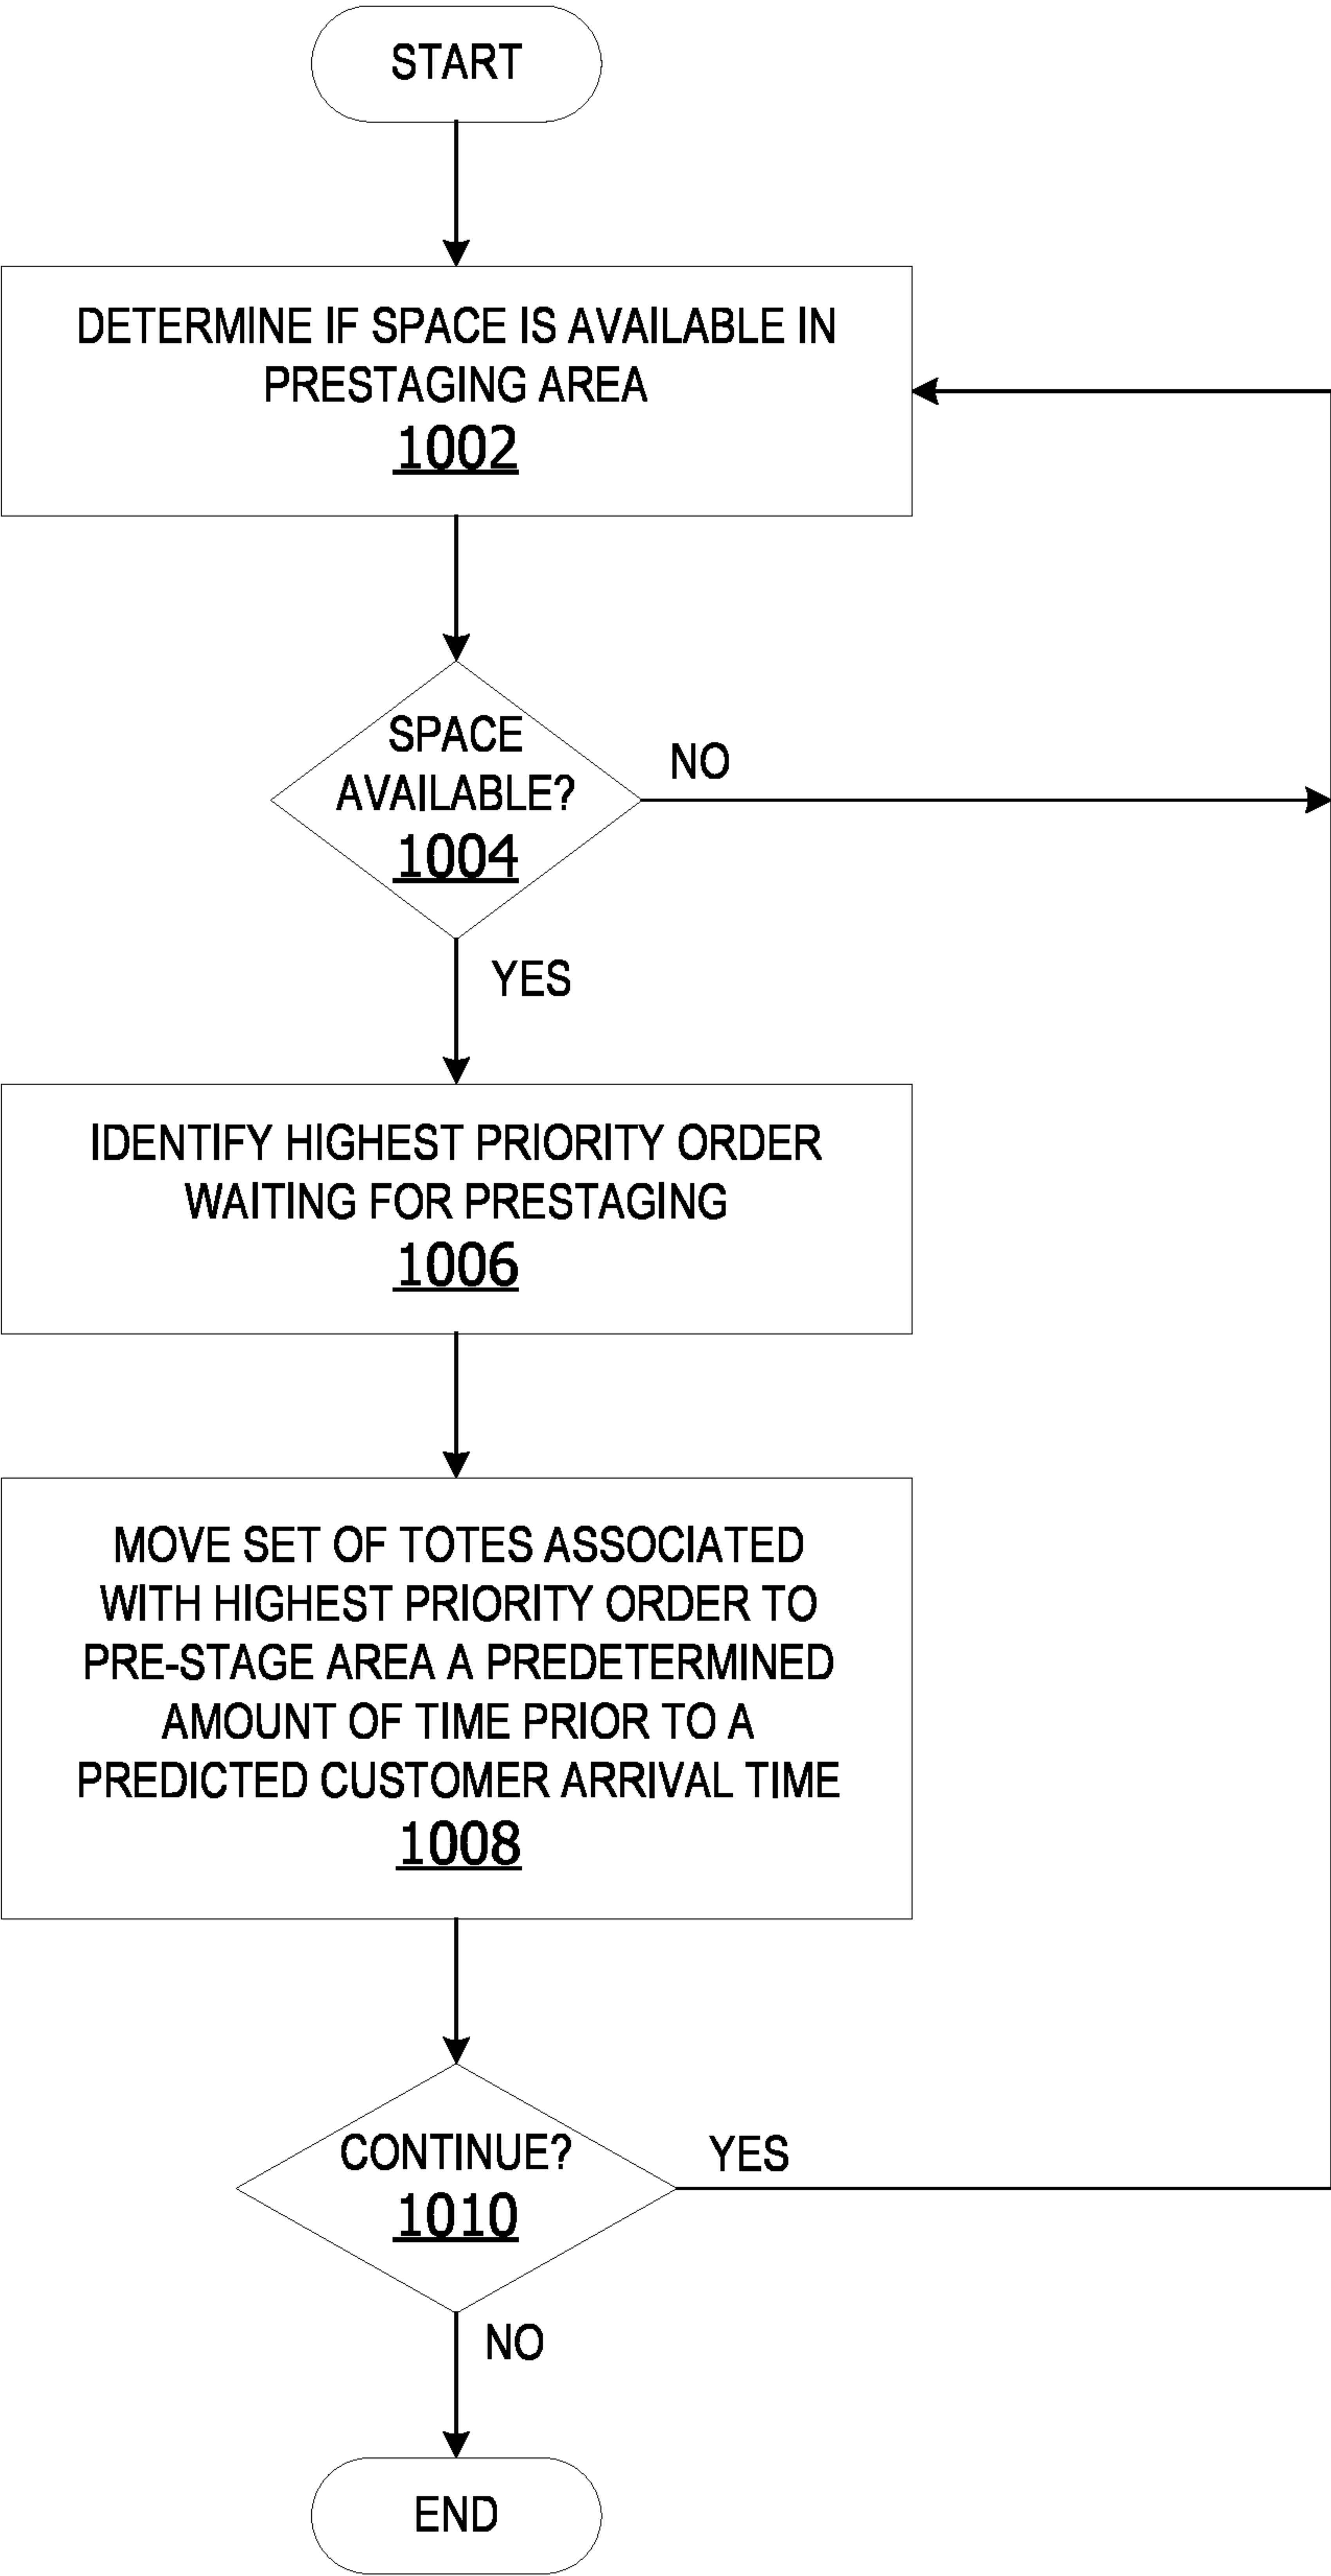 START
DETERMINE IF SPACE IS AVAILABLE IN
PRESTAGING AREA
1002
SPACE
AVAILABLE?
1004
NO
YES
IDENTIFY HIGHEST PRIORITY ORDER
WAITING FOR PRESTAGING
1006
MOVE SET OF TOTES ASSOCIATED
WITH HIGHEST PRIORITY ORDER TO
PRE-STAGE AREA A PREDETERMINED
AMOUNT OF TIME PRIOR TO A
PREDICTED CUSTOMER ARRIVAL TIME
1008
CONTINUE?
1010
YES
NO
END